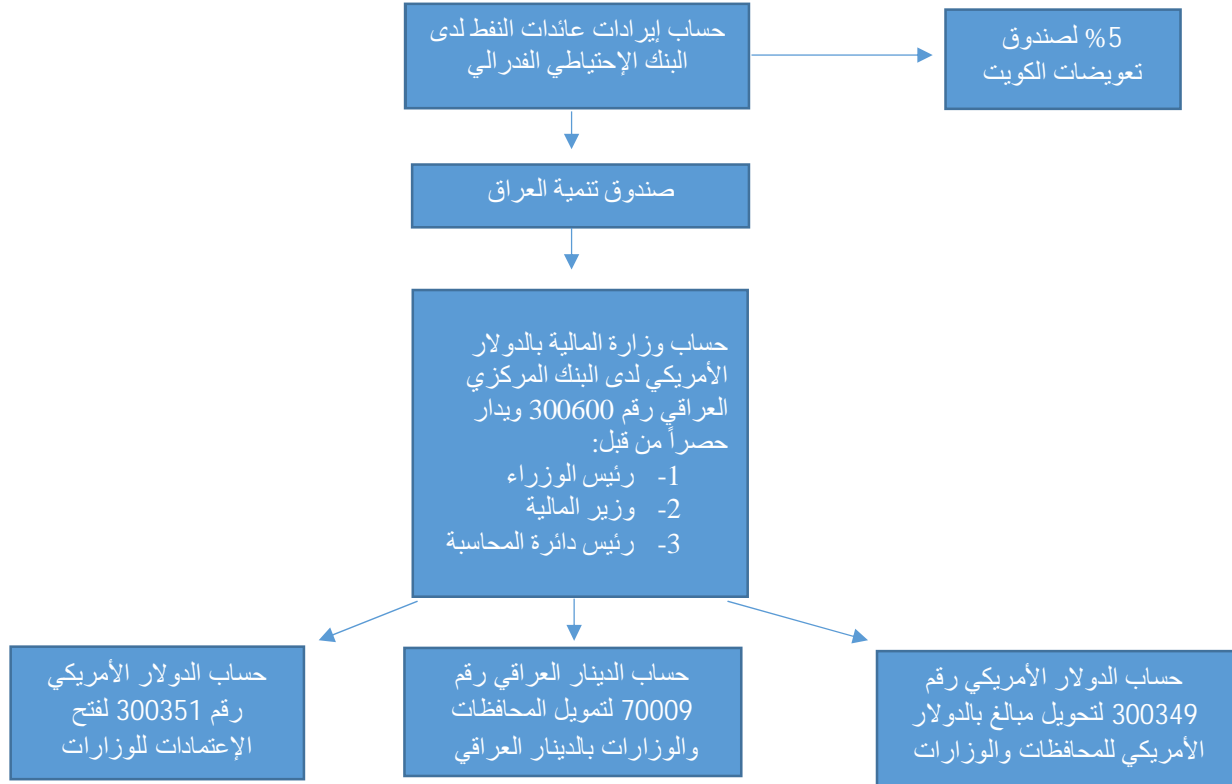 حساب إيرادات عائدات النفط لدى
البنك الإحتياطي الفدرالي
5% لصندوق
تعويضات الكويت
صندوق تنمية العراق
حساب وزارة المالية بالدولار
الأمريكي لدى البنك المركزي
العراقي رقم 300600 ويدار
حصراً من قبل:
1- رئيس الوزراء
2- وزير المالية
3- رئيس دائرة المحاسبة
حساب الدولار الأمريكي رقم
300349 لتحويل مبالغ بالدولار
الأمريكي للمحافظات والوزارات
حساب الدينار العراقي رقم
70009 لتمويل المحافظات
والوزارات بالدينار العراقي
حساب الدولار الأمريكي
رقم 300351 لفتح
الإعتمادات للوزارات